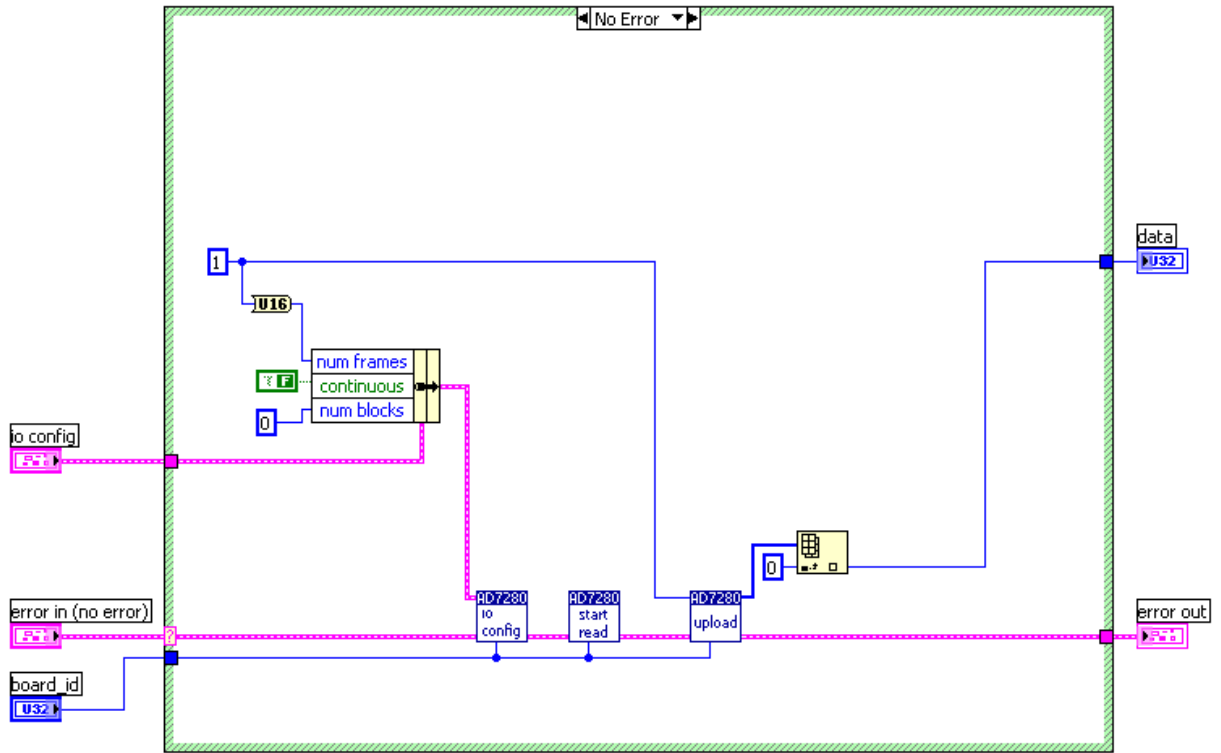 No Error
1
U16
num frames
F
continuous
0
num blocks
io config
data
U32
0
AD7280
io
config
AD7280
start
read
AD7280
upload
error in (no error)
?
error out
board_id
U32